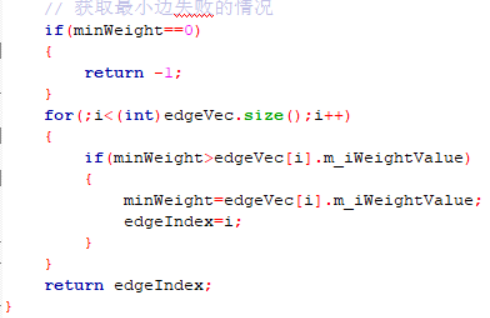 // 获取最小边失败的情况
if(minWeight==0)
{
return -1;
}
for(;i<(int)edgeVec.size();i++)
{
if(minWeight>edgeVec[i].m_iWeightValue)
{
minWeight=edgeVec[i].m_iWeightValue;
edgeIndex=i;
}
}
return edgeIndex;
}